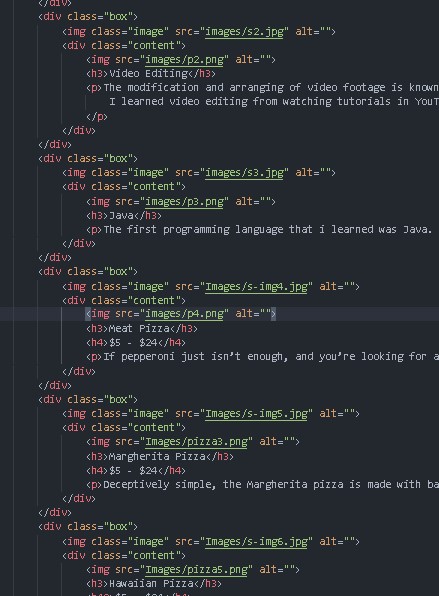 </div>
<div class="box">
<img class="image" src="images/s2.jpg" alt="">
<div class="content">
<img src="images/p2.png" alt="">
<h3>Video Editing</h3>
<p>The modification and arranging of video footage is known
I learned video editing from watching tutorials in YouT
</p>
</div>
</div>
<div class="box">
<img class="image" src="images/s3.jpg" alt="">
<div class="content">
<img src="images/p3.png" alt="">
<h3>Java</h3>
<p>The first programming language that i learned was Java.
</div>
</div>
<div class="box">
<img class="image" src="Images/s-img4.jpg" alt="">
<div class="content">
<img src="images/p4.png" alt="">
<h3>Meat Pizza</h3>
<h4>$5 - $24</h4>
<p>If pepperoni just isn't enough, and you're looking for a
</div>
</div>
<div class="box">
<img class="image" src="Images/s-img5.jpg" alt="">
<div class="content">
<img src="Images/pizza3.png" alt="">
<h3>Margherita Pizza</h3>
<h4>$5 - $24</h4>
<p>Deceptively simple, the Margherita pizza is made with ba
</div>
</div>
<div class="box">
<img class="image" src="Images/s-img6.jpg" alt="">
<div class="content">
<img src="Images/pizza5.png" alt="">
<h3>Hawaiian Pizza</h3>